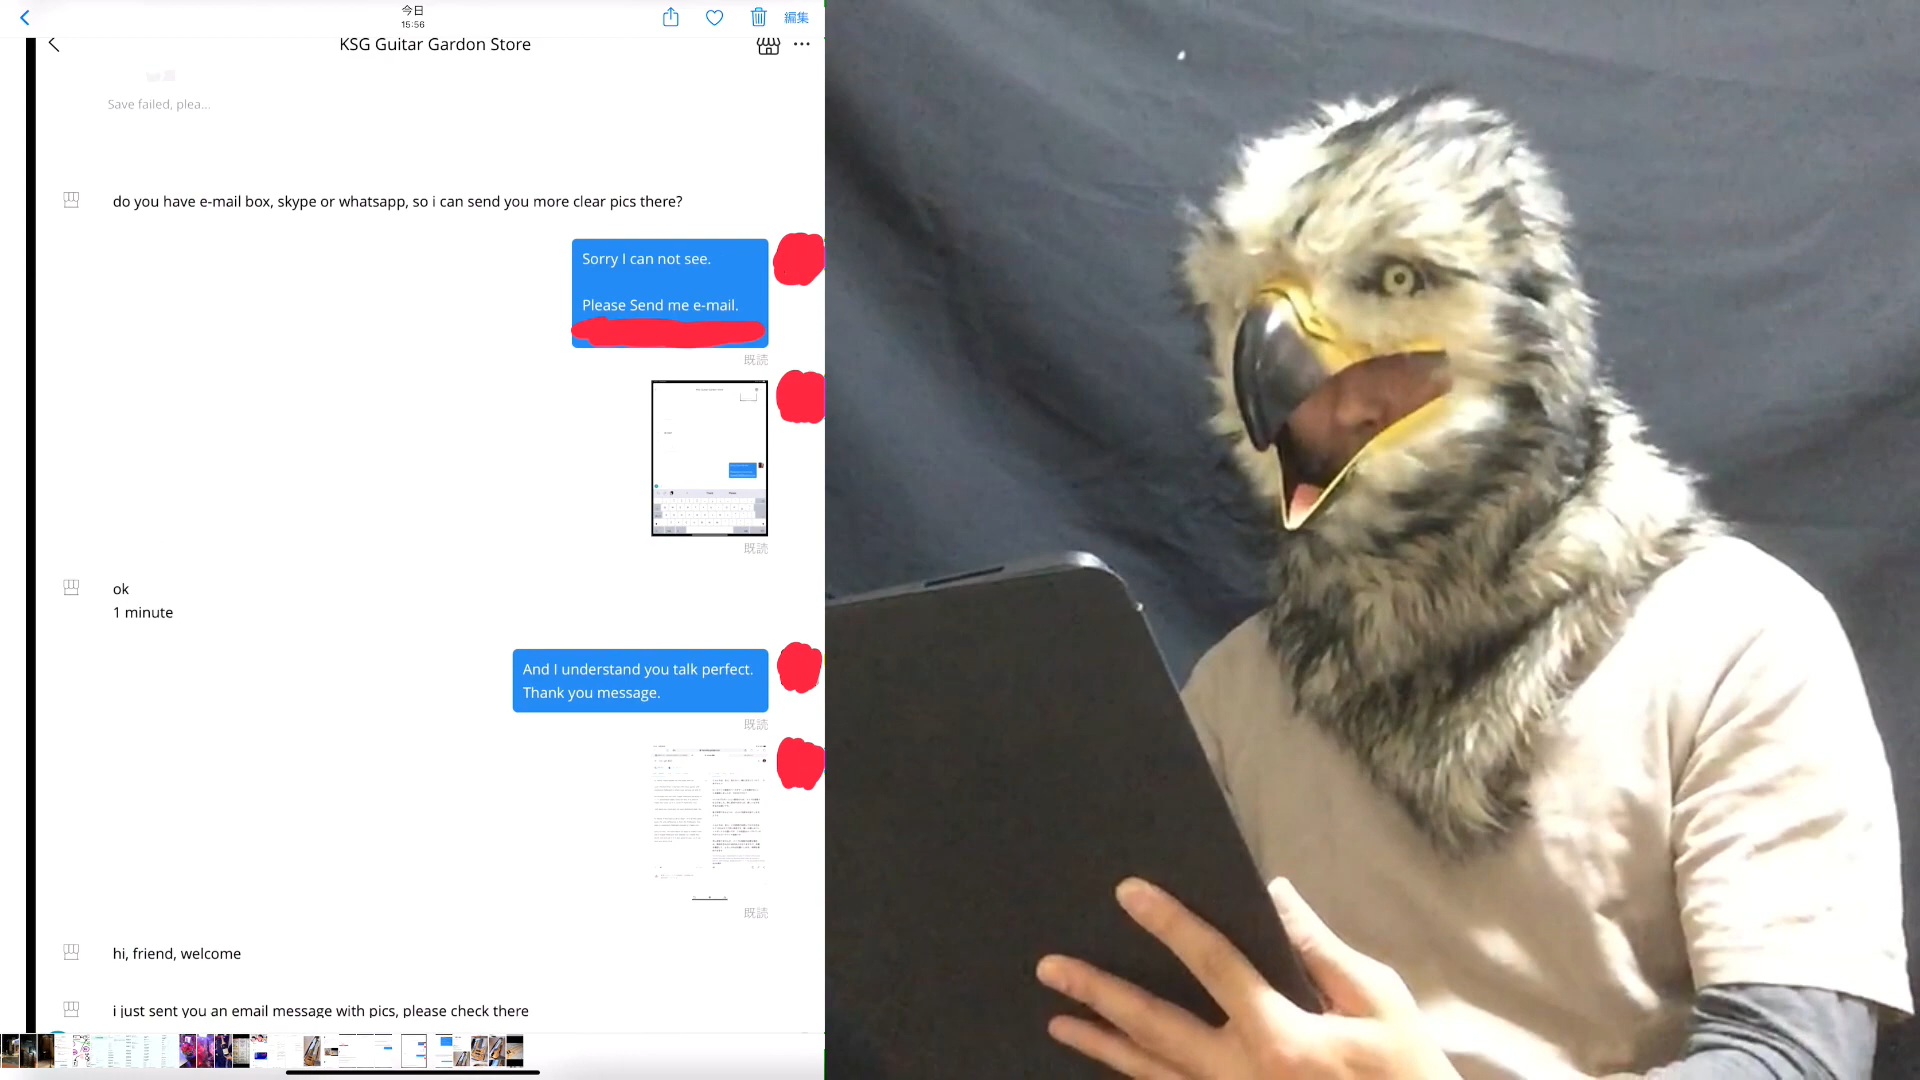 今日
15:56
編集
KSG Guitar Gardon Store
Save failed, plea...
do you have e-mail box, skype or whatsapp, so i can send you more clear pics there?
Sorry I can not see.
Please Send me e-mail.
既読
既読
ok
1 minute
And I understand you talk perfect.
Thank you message.
既読
既読
hi, friend, welcome
i just sent you an email message with pics, please check there